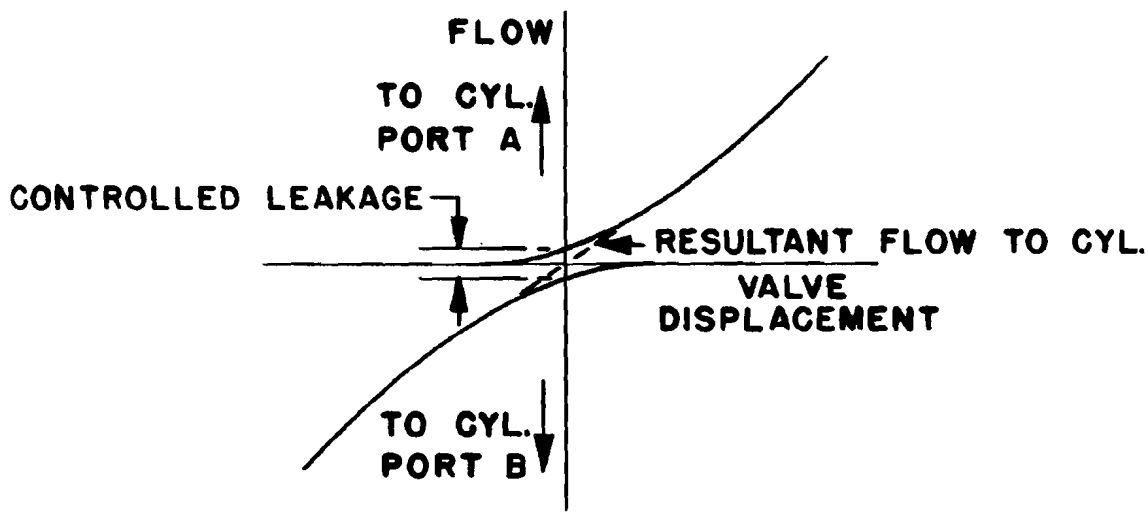 FLOW
TO CYL.
PORT A
CONTROLLED LEAKAGE
RESULTANT FLOW TO CYL.
VALVE
DISPLACEMENT
TO CYL.
PORT B